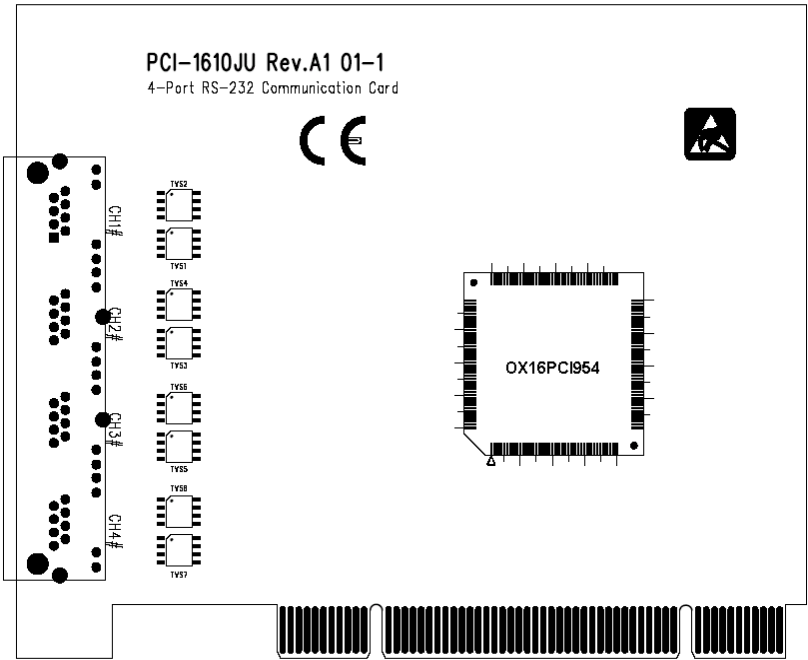 PCI-1610JU Rev.A1 01-1
4-Port RS-232 Communication Card
CE
TVS2
CH1#
TVS1
TVS4
CH2#
TVS3
OX16PCI954
TVS6
CH3#
TVS5
TVS8
CH4#
TVS7